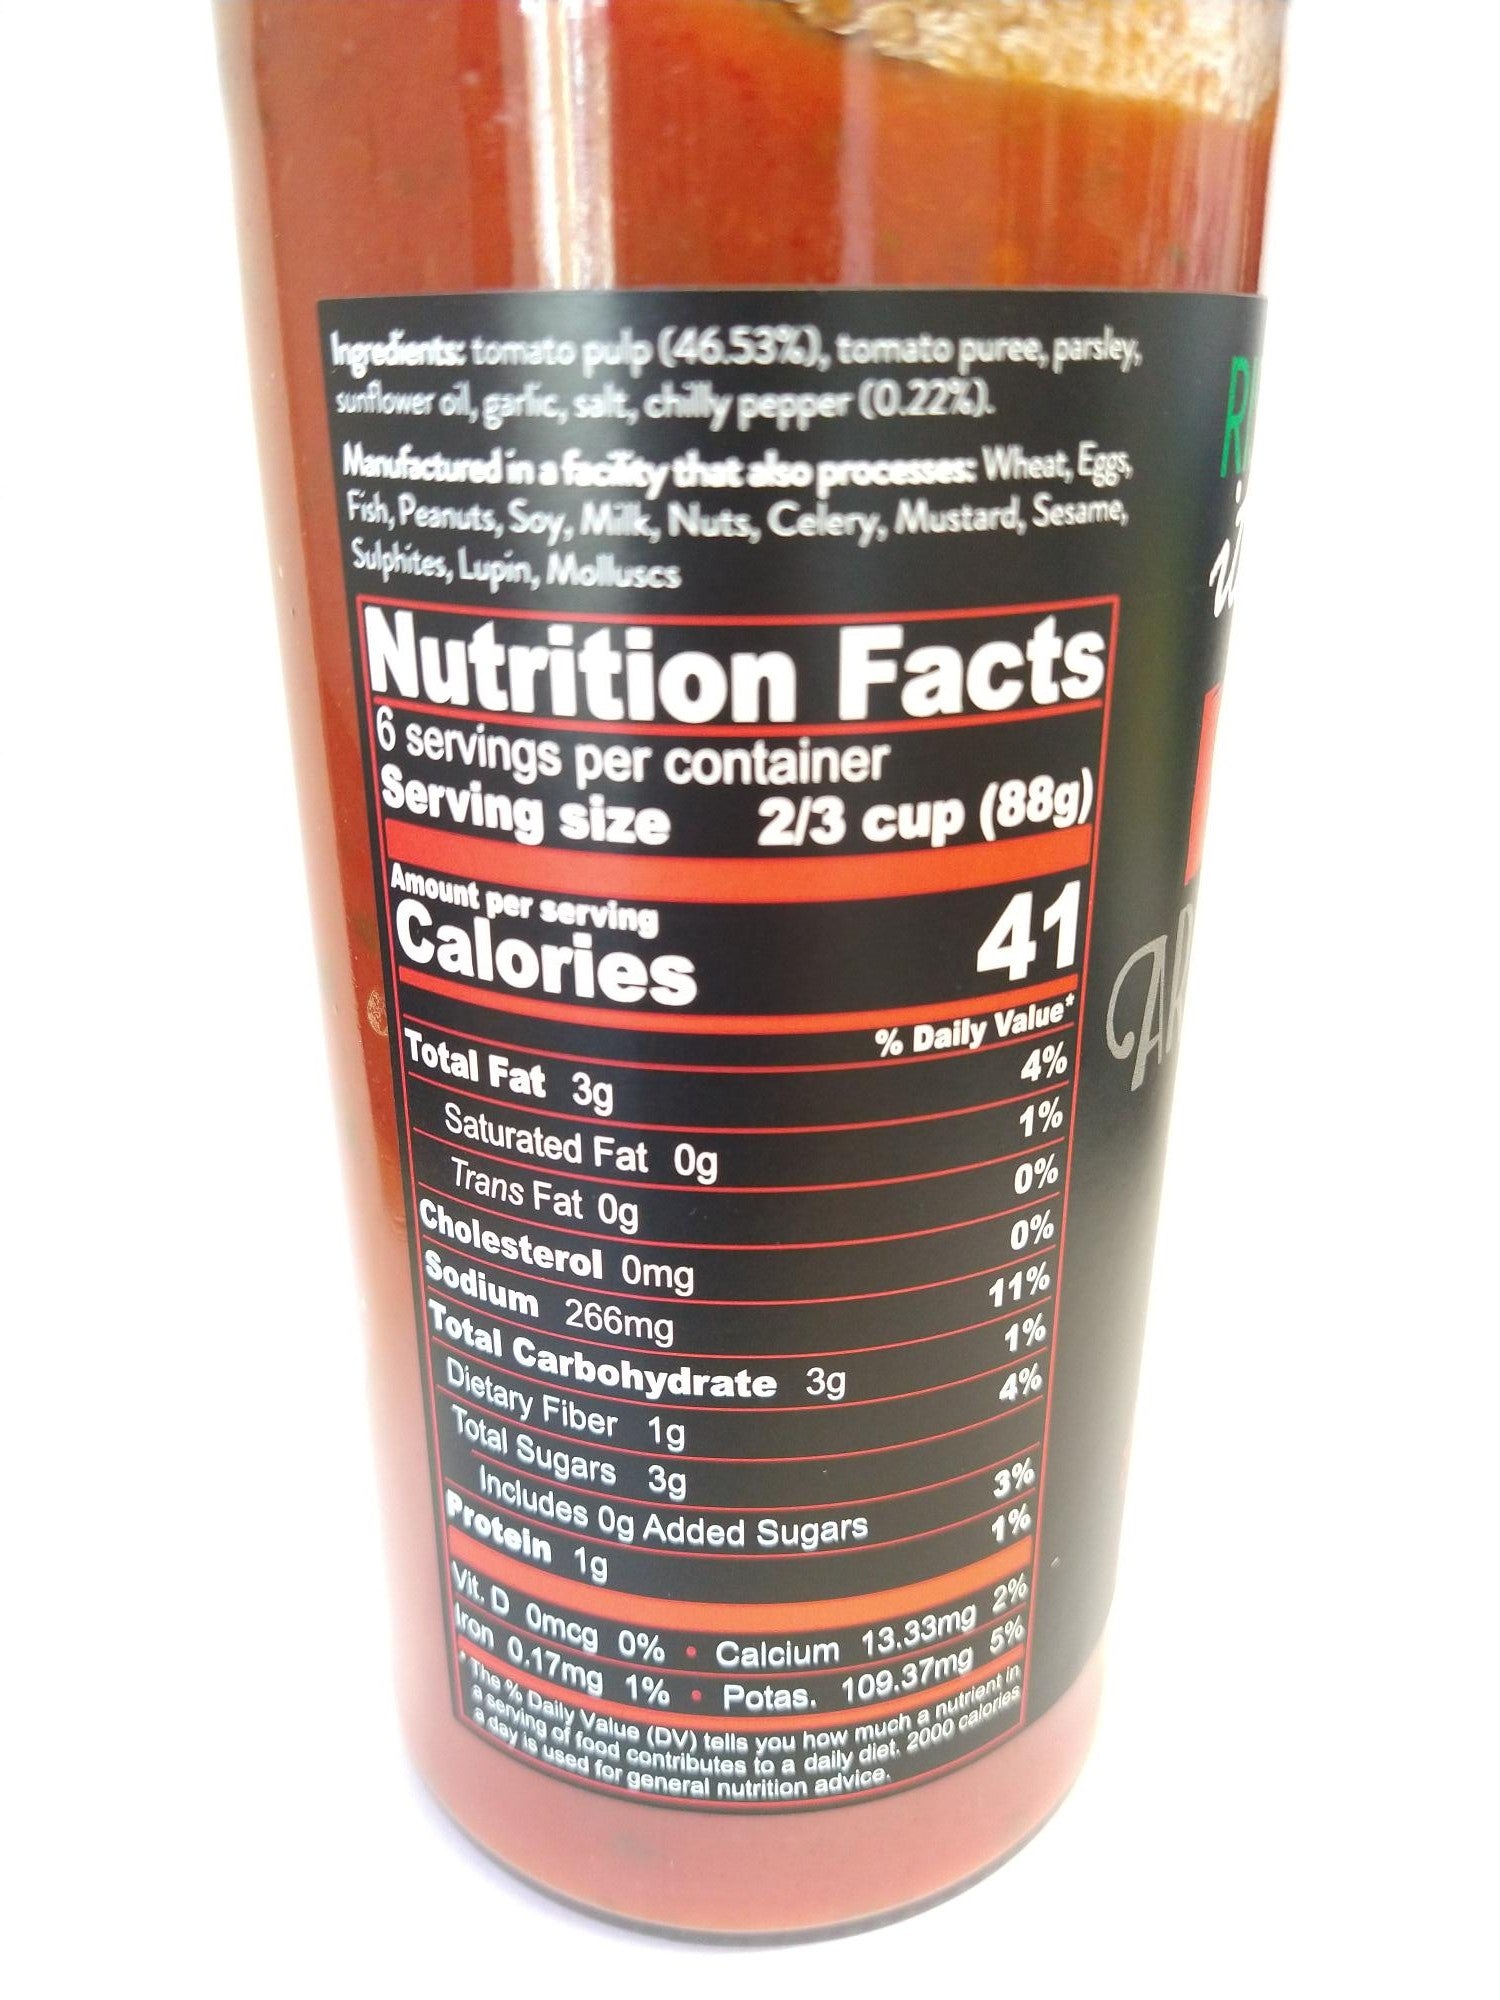 Ingredients: tomato pulp (46.53%), tomato puree, parsley,
sunflower oil, garlic, salt, chilly pepper (0.22%).
Manufactured in a facility that also processes: Wheat, Eggs,
Fish, Peanuts, Soy, Milk, Nuts, Celery, Mustard, Sesame,
Sulphites, Lupin, Molluscs
Nutrition Facts
6 servings per container
Serving size 2/3 cup (88g)
Amount per serving
Calories 41
% Daily Value*
Total Fat 3g 4%
Saturated Fat 0g 1%
Trans Fat 0g 0%
Cholesterol 0mg 0%
Sodium 266mg 11%
Total Carbohydrate 3g 1%
Dietary Fiber 1g 4%
Total Sugars 3g
Includes 0g Added Sugars 3%
Protein 1g 1%
Vit. D 0mcg 0% • Calcium 13.33mg 2%
Iron 0.17mg 1% • Potas. 109.37mg 5%
* The % Daily Value (DV) tells you how much a nutrient in
a serving of food contributes to a daily diet. 2000 calories
a day is used for general nutrition advice.